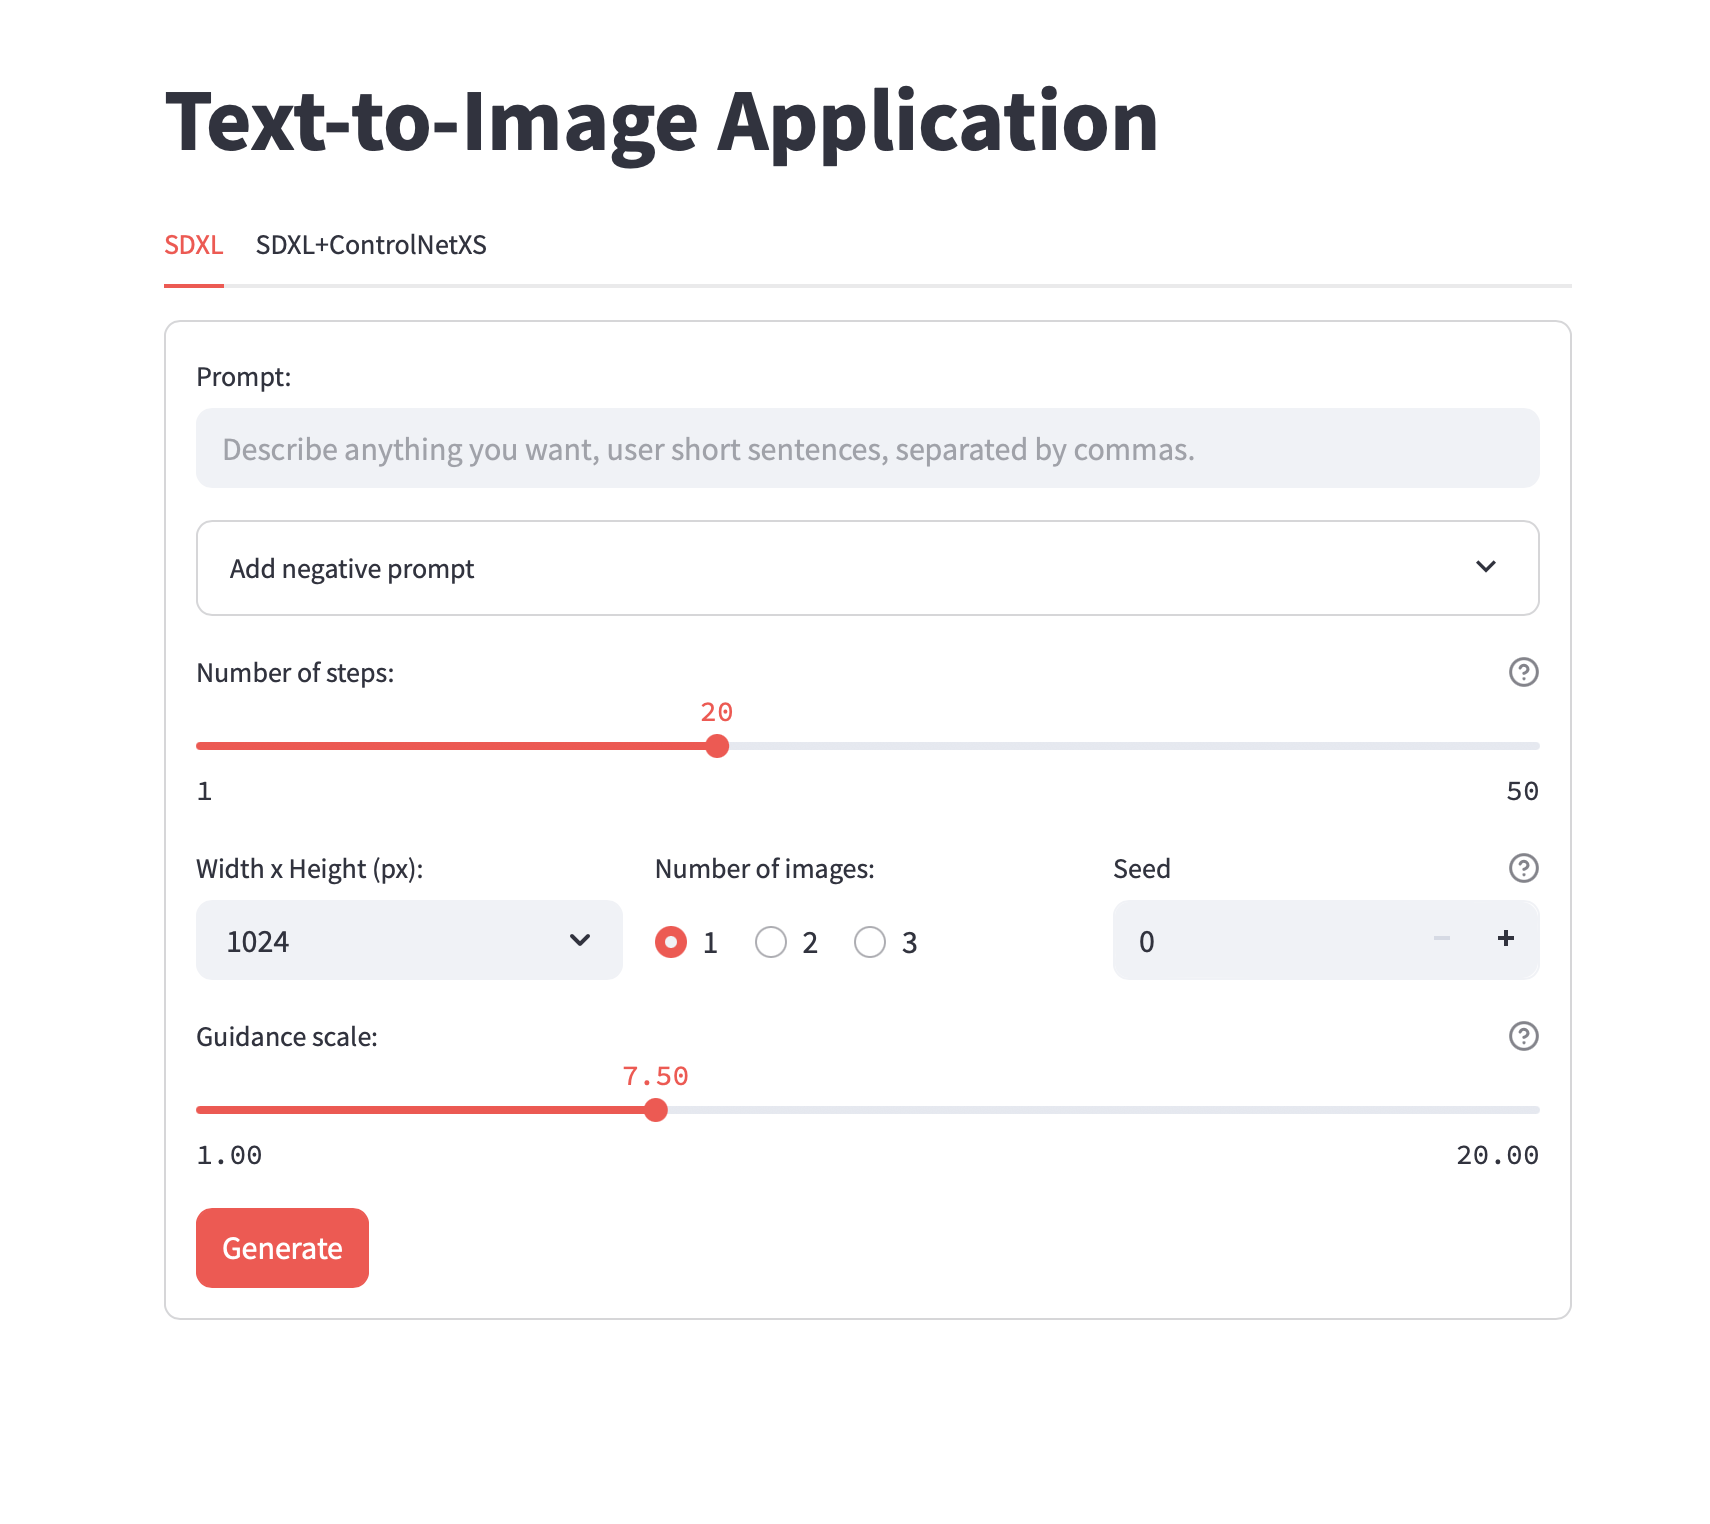 Text-to-Image Application
SDXL SDXL+ControlNetXS
Prompt:
Describe anything you want, user short sentences, separated by commas.
Add negative prompt
Number of steps:
20
1 50
Width x Height (px): Number of images: Seed
1024 1 2 3 0
Guidance scale:
7.50
1.00 20.00
Generate